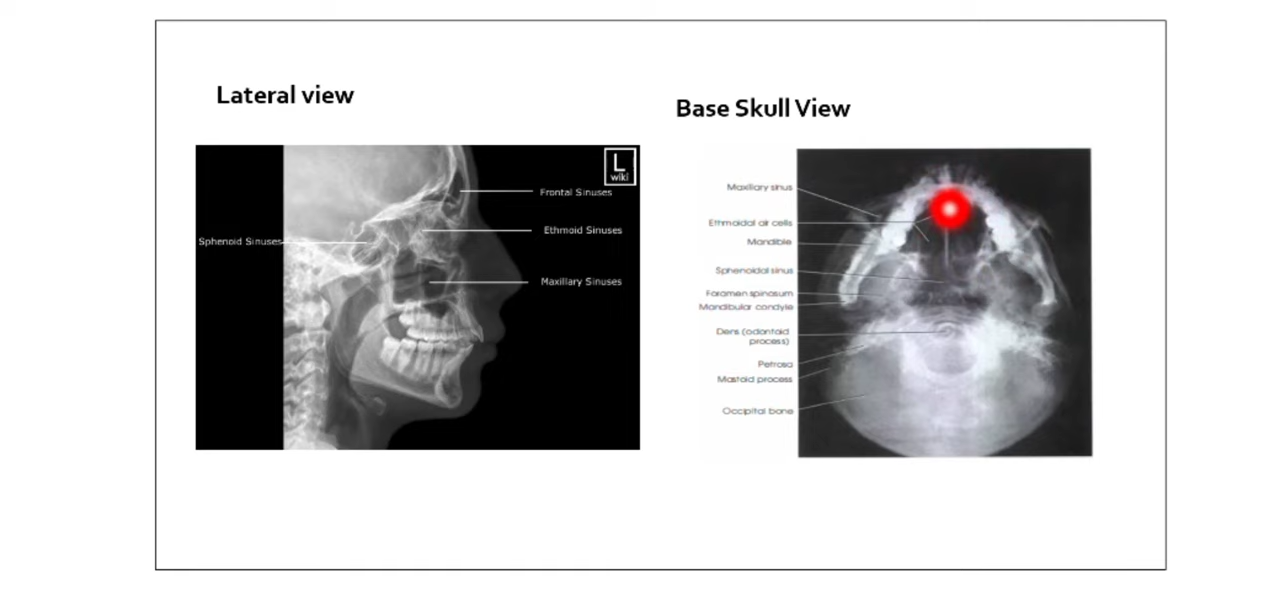 Lateral view
Base Skull View
L
wiki
Frontal Sinuses
Ethmoid Sinuses
Sphenoid Sinuses
Maxillary Sinuses
Maxillary sinus
Ethmoidal air cells
Mandible
Sphenoidal sinus
Foramen spinosum
Mandibular condyle
Dens (odontoid
process)
Petrosa
Mastoid process
Occipital bone